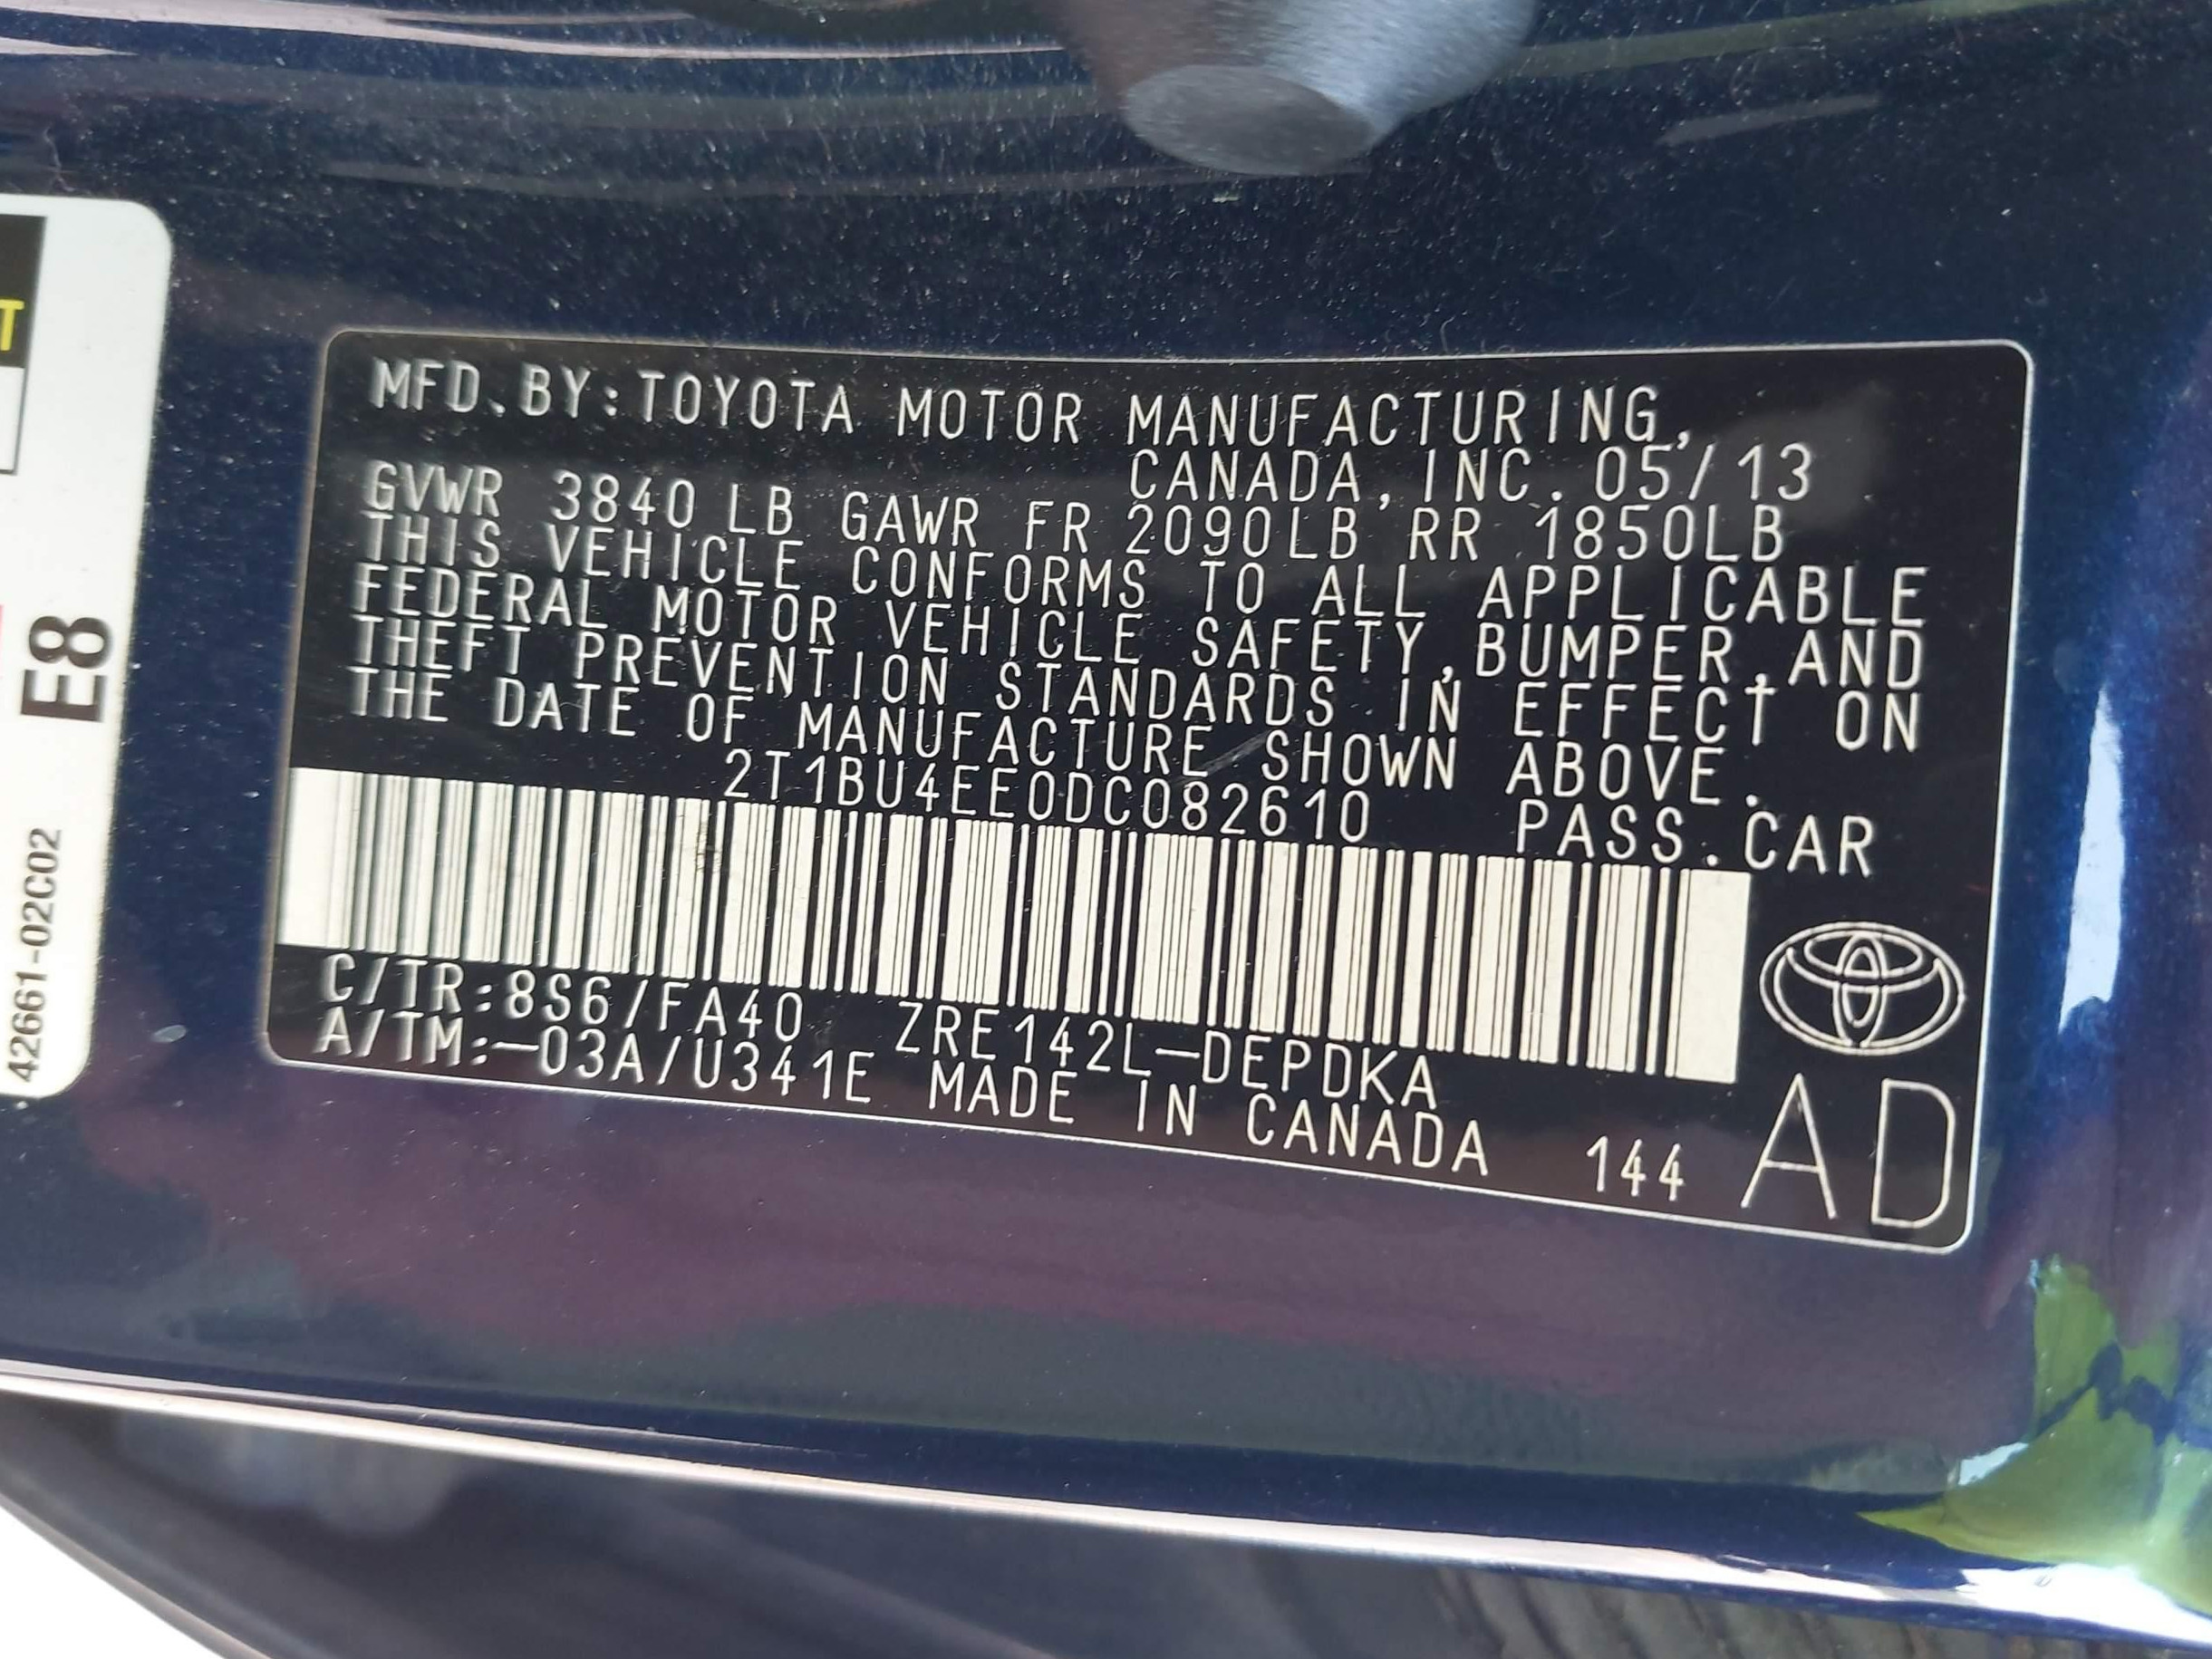 MFD.BY:TOYOTA MOTOR MANUFACTURING,
CANADA,INC. 05/13
GVWR 3840 LB GAWR FR 2090LB RR 1850LB
THIS VEHICLE CONFORMS TO ALL APPLICABLE
FEDERAL MOTOR VEHICLE SAFETY,BUMPER,AND
THEFT PREVENTION STANDARDS IN EFFECT ON
THE DATE OF MANUFACTURE SHOWN ABOVE.
2T1BU4EE0DC082610 PASS.CAR
C/TR:8S6/FA40 ZRE142L-DEPDKA
A/TM:-03A/U341E MADE IN CANADA 144 AD
T
E8
42661-02C02